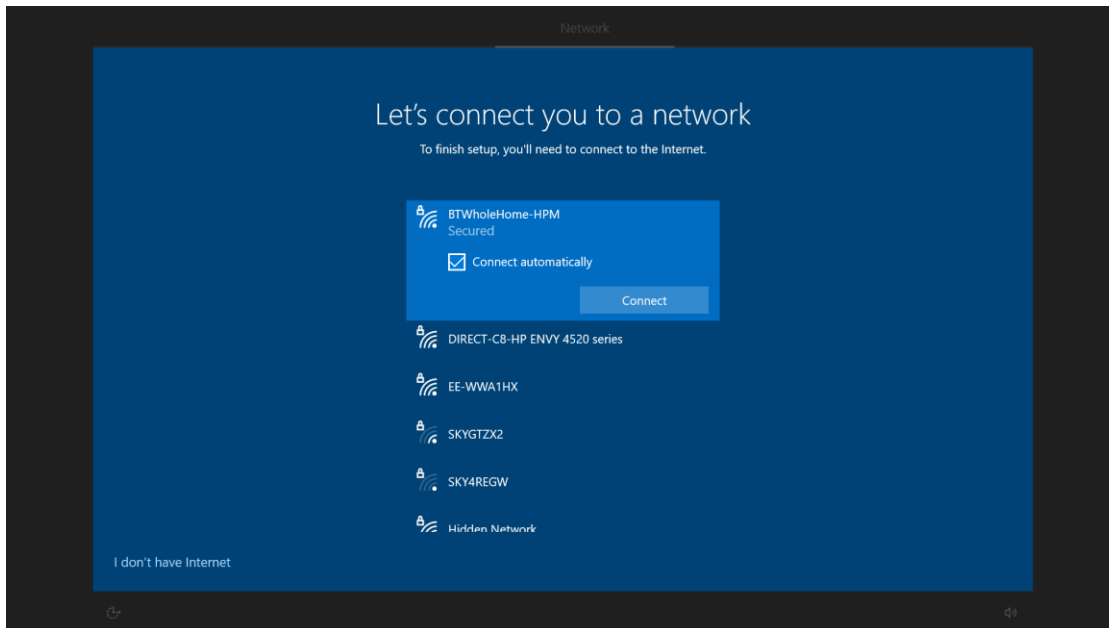 Network
Let's connect you to a network
To finish setup, you'll need to connect to the Internet.
BTWholeHome-HPM
Secured
Connect automatically
Connect
DIRECT-C8-HP ENVY 4520 series
EE-WWA1HX
SKYGTZX2
SKY4REGW
Hidden Network
I don't have Internet